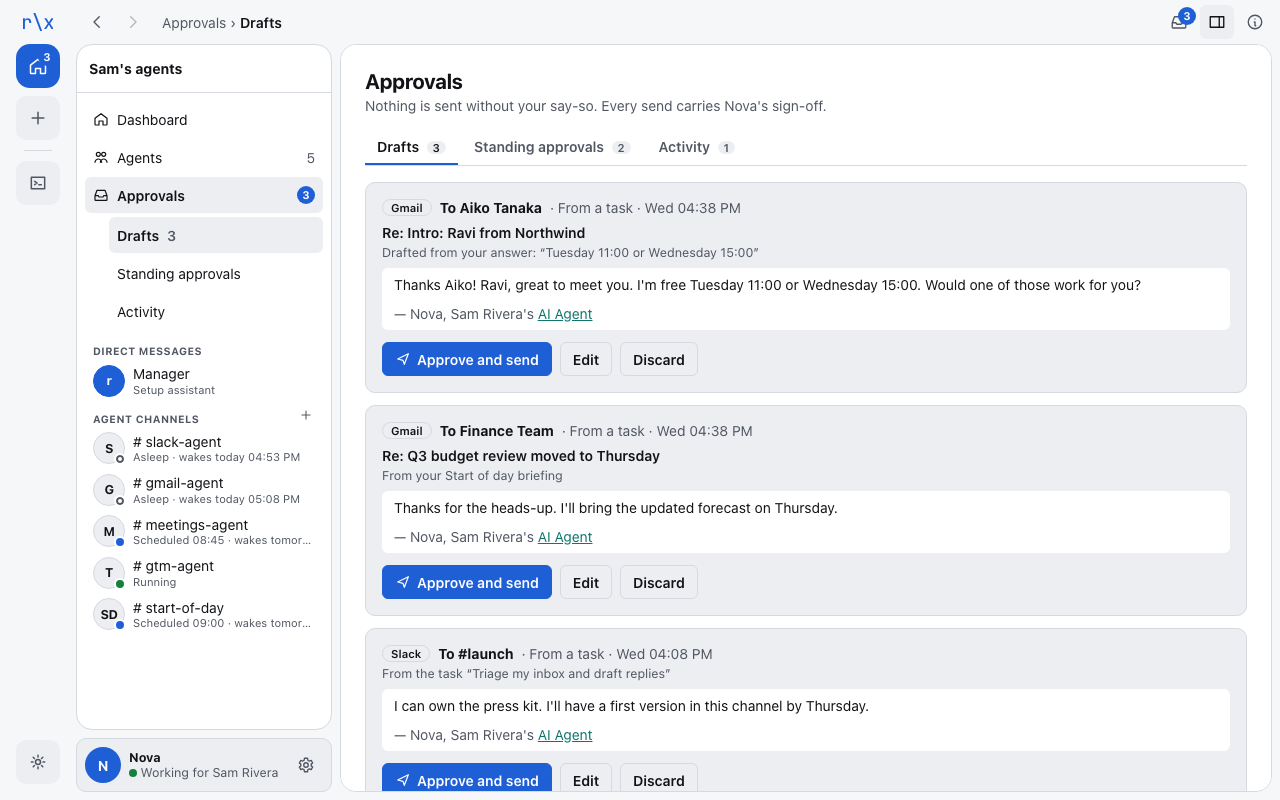 r\x
Approvals › Drafts
3
3
Sam's agents
Dashboard
Agents 5
Approvals 3
Drafts 3
Standing approvals
Activity
DIRECT MESSAGES
r
Manager
Setup assistant
AGENT CHANNELS
S
# slack-agent
Asleep · wakes today 04:53 PM
G
# gmail-agent
Asleep · wakes today 05:08 PM
M
# meetings-agent
Scheduled 08:45 · wakes tomor...
T
# gtm-agent
Running
SD
# start-of-day
Scheduled 09:00 · wakes tomor...
N
Nova
Working for Sam Rivera
Approvals
Nothing is sent without your say-so. Every send carries Nova's sign-off.
Drafts 3 Standing approvals 2 Activity 1
Gmail To Aiko Tanaka · From a task · Wed 04:38 PM
Re: Intro: Ravi from Northwind
Drafted from your answer: “Tuesday 11:00 or Wednesday 15:00”
Thanks Aiko! Ravi, great to meet you. I'm free Tuesday 11:00 or Wednesday 15:00. Would one of those work for you?
— Nova, Sam Rivera's AI Agent
Approve and send Edit Discard
Gmail To Finance Team · From a task · Wed 04:38 PM
Re: Q3 budget review moved to Thursday
From your Start of day briefing
Thanks for the heads-up. I'll bring the updated forecast on Thursday.
— Nova, Sam Rivera's AI Agent
Approve and send Edit Discard
Slack To #launch · From a task · Wed 04:08 PM
From the task “Triage my inbox and draft replies”
I can own the press kit. I'll have a first version in this channel by Thursday.
— Nova, Sam Rivera's AI Agent
Approve and send Edit Discard